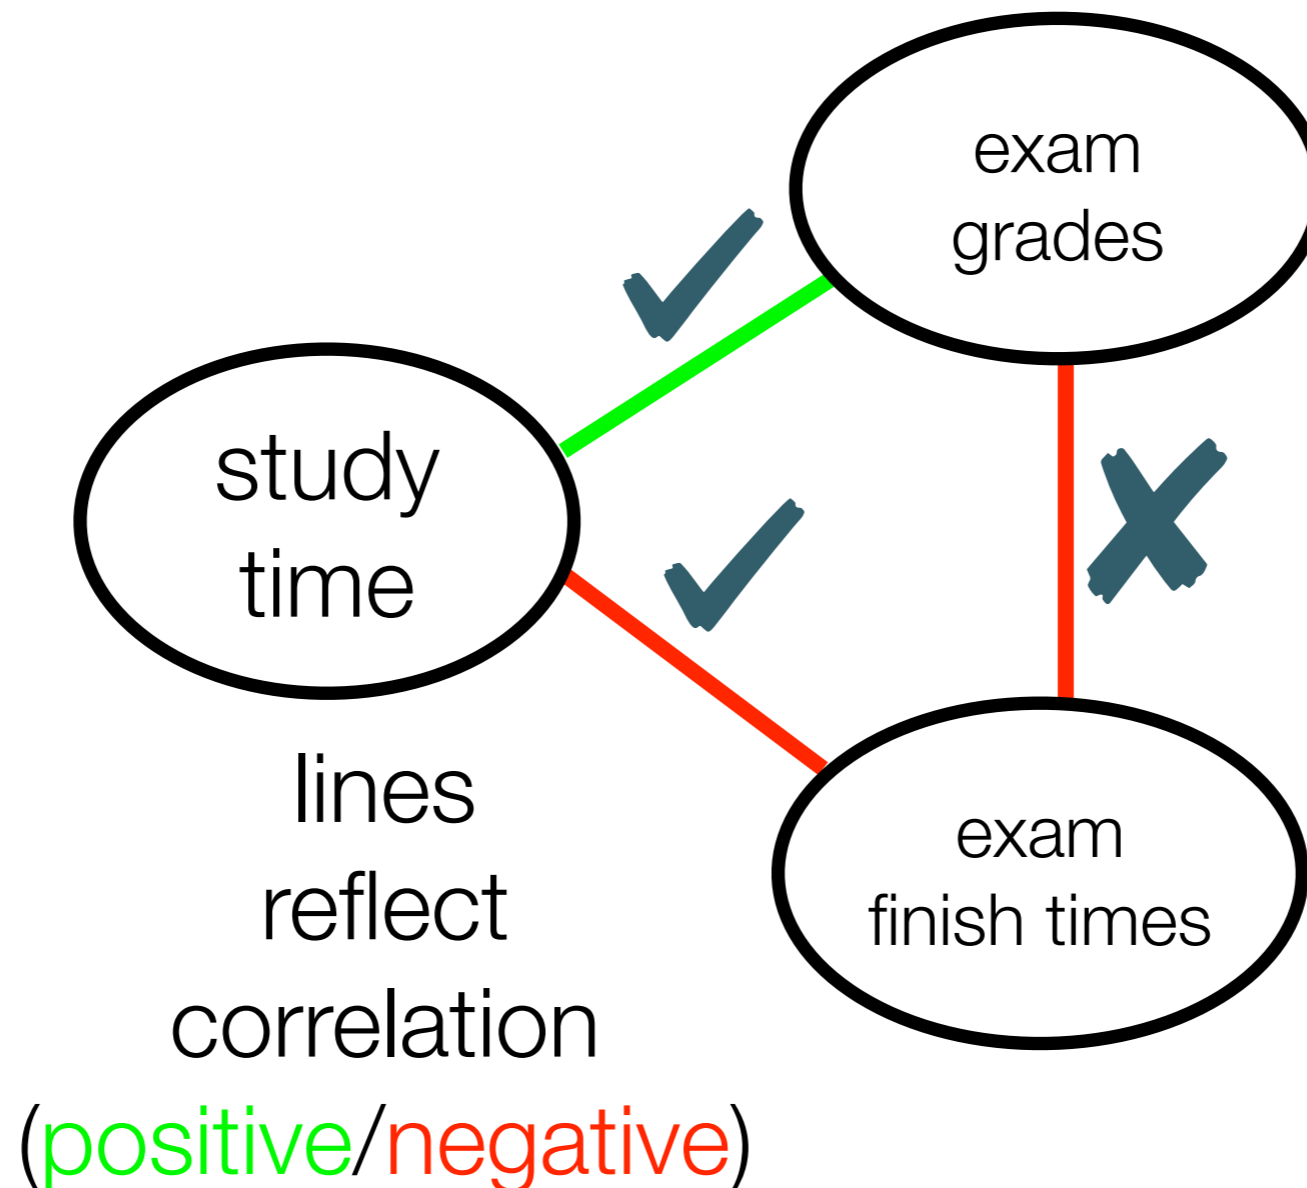 exam
grades
study
time
exam
finish times
lines
reflect
correlation
(positive/negative)